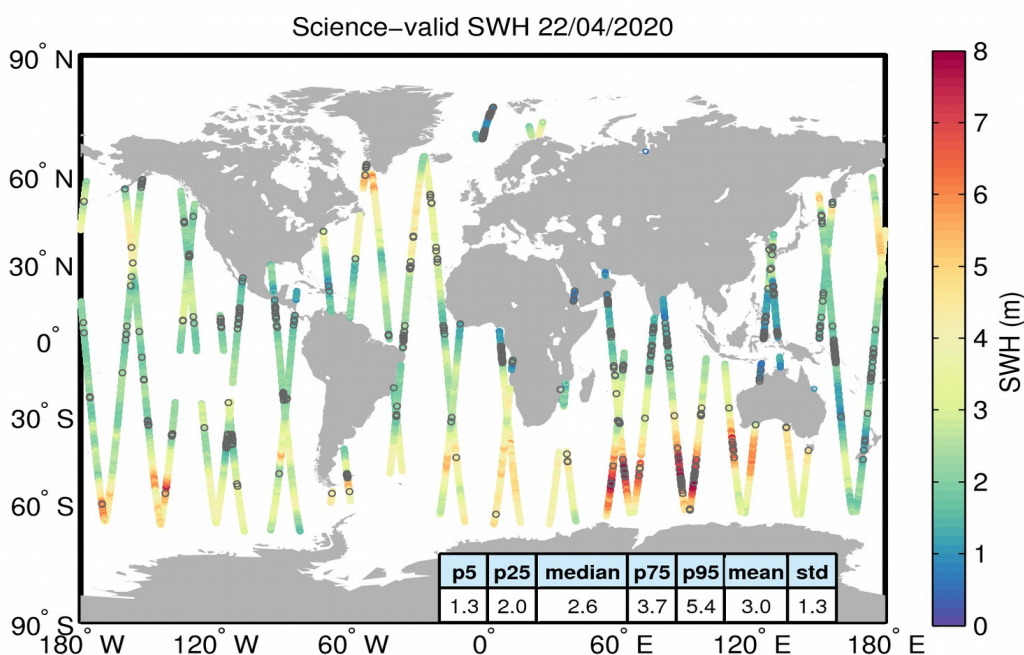 Science−valid SWH 22/04/2020
90° N
60° N
30° N
0°
30° S
60° S
90° S
180° W
120° W
60° W
0°
60° E
120° E
180° E
p5 p25 median p75 p95 mean std
1.3 2.0 2.6 3.7 5.4 3.0 1.3
8
7
6
5
4
3
2
1
0
SWH (m)